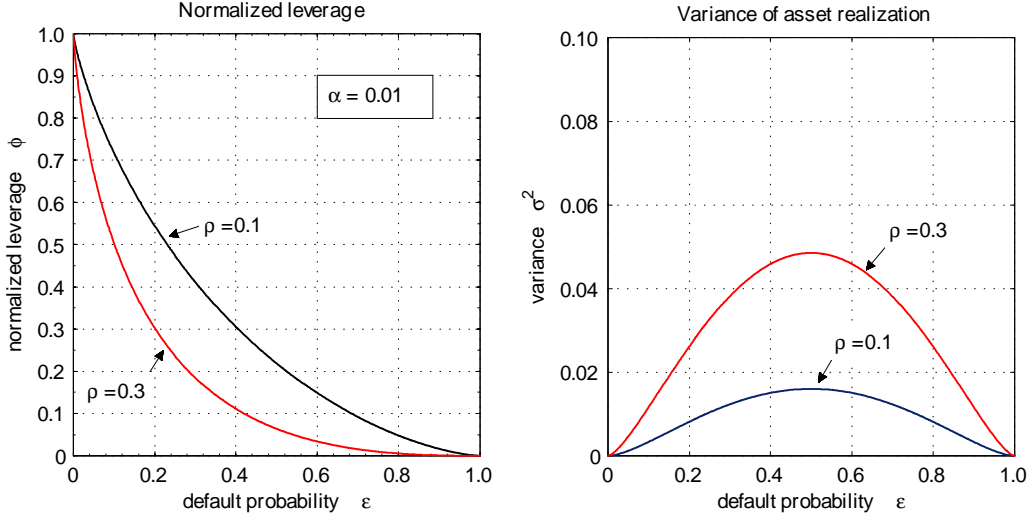 Normalized leverage
1.0
0.9
0.8
0.7
0.6
0.5
0.4
0.3
0.2
0.1
0
0.2
0.4
0.6
0.8
1.0
normalized leverage ϕ
default probability ε
α = 0.01
ρ =0.1
ρ =0.3
Variance of asset realization
0.10
0.08
0.06
0.04
0.02
0
0.0
0.2
0.4
0.6
0.8
1.0
variance σ²
default probability ε
ρ =0.3
ρ =0.1